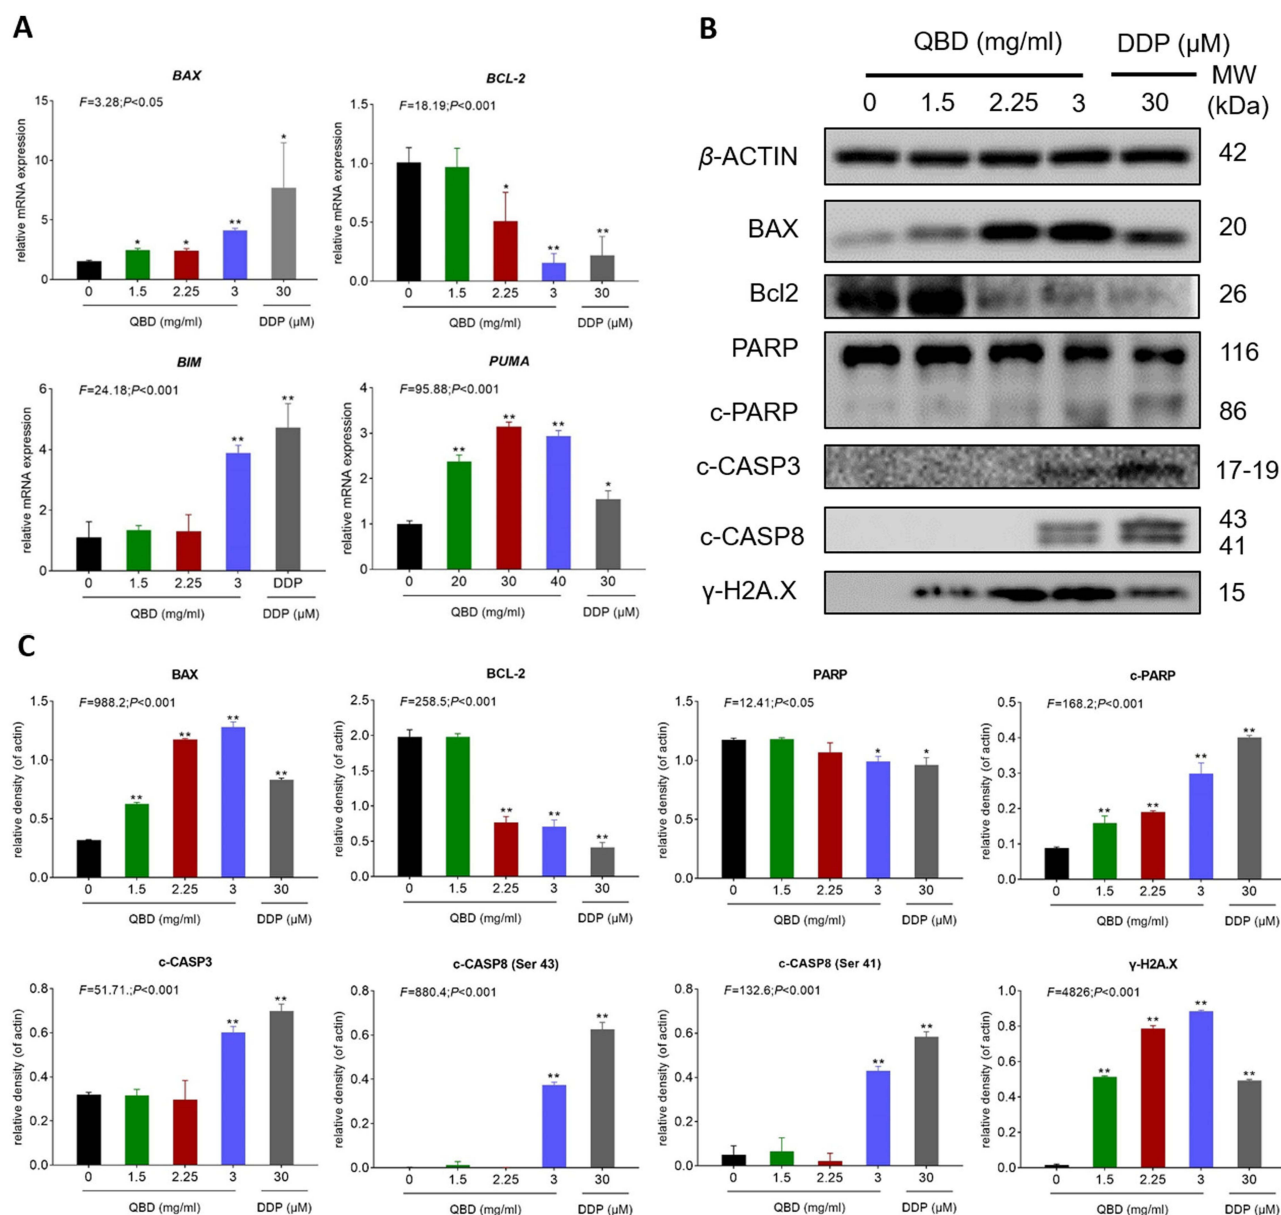 A
BAX
F=3.28;P<0.05
relative mRNA expression
15
10
5
0
0 1.5 2.25 3 30
QBD (mg/ml) DDP (µM)
BCL-2
F=18.19;P<0.001
relative mRNA expression
1.5
1.0
0.5
0.0
0 1.5 2.25 3 30
QBD (mg/ml) DDP (µM)
* * ** *
* ** **
BIM
F=24.18;P<0.001
relative mRNA expression
6
4
2
0
0 1.5 2.25 3 DDP
QBD (mg/ml) DDP (µM)
** **
PUMA
F=95.88;P<0.001
relative mRNA expression
4
3
2
1
0
0 20 30 40 30
QBD (mg/ml) DDP (µM)
** ** ** *
B
QBD (mg/ml) DDP (µM)
MW
(kDa)
0 1.5 2.25 3 30
β-ACTIN 42
BAX 20
Bcl2 26
PARP 116
c-PARP 86
c-CASP3 17-19
c-CASP8 43
41
γ-H2A.X 15
C
BAX
F=988.2;P<0.001
relative density (of actin)
1.5
1.0
0.5
0.0
** ** ** **
0 1.5 2.25 3 30
QBD (mg/ml) DDP (µM)
BCL-2
F=258.5;P<0.001
relative density (of actin)
2.5
2.0
1.5
1.0
0.5
0.0
** ** **
0 1.5 2.25 3 30
QBD (mg/ml) DDP (µM)
PARP
F=12.41;P<0.05
relative density (of actin)
1.5
1.0
0.5
0.0
* *
0 1.5 2.25 3 30
QBD (mg/ml) DDP (µM)
c-PARP
F=168.2;P<0.001
relative density (of actin)
0.5
0.4
0.3
0.2
0.1
0.0
** ** ** **
0 1.5 2.25 3 30
QBD (mg/ml) DDP (µM)
c-CASP3
F=51.71.;P<0.001
relative density (of actin)
0.8
0.6
0.4
0.2
0.0
** **
0 1.5 2.25 3 30
QBD (mg/ml) DDP (µM)
c-CASP8 (Ser 43)
F=880.4;P<0.001
relative density (of actin)
0.8
0.6
0.4
0.2
0.0
** **
0 1.5 2.25 3 30
QBD (mg/ml) DDP (µM)
c-CASP8 (Ser 41)
F=132.6;P<0.001
relative density (of actin)
0.8
0.6
0.4
0.2
0.0
** **
0 1.5 2.25 3 30
QBD (mg/ml) DDP (µM)
γ-H2A.X
F=4826;P<0.001
relative density (of actin)
1.0
0.8
0.6
0.4
0.2
0.0
** ** ** **
0 1.5 2.25 3 30
QBD (mg/ml) DDP (µM)